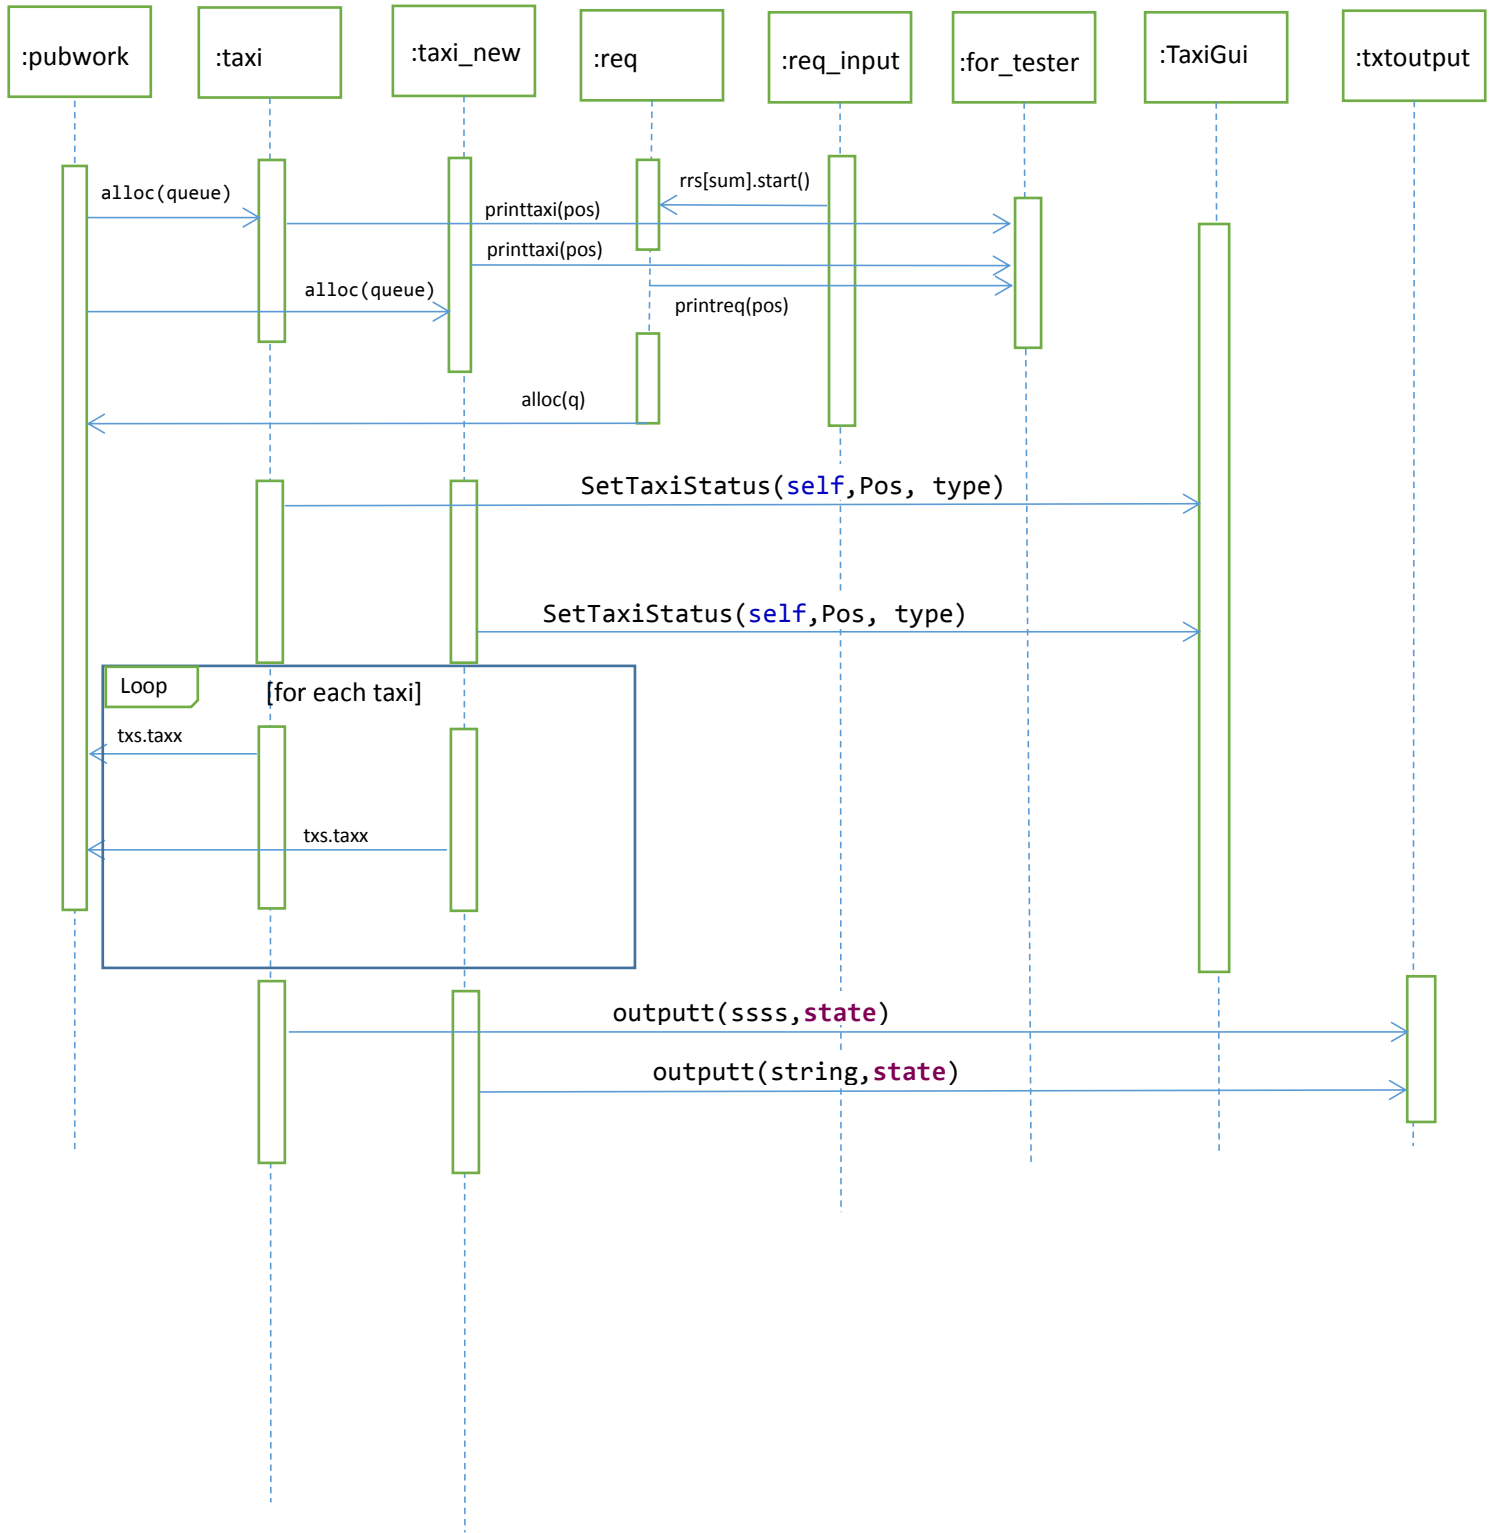 :pubwork
:taxi
:taxi_new
:req
:req_input
:for_tester
:TaxiGui
:txtoutput
rrs[sum].start()
alloc(queue)
printtaxi(pos)
printtaxi(pos)
alloc(queue)
printreq(pos)
alloc(q)
SetTaxiStatus(self,Pos, type)
SetTaxiStatus(self,Pos, type)
Loop
[for each taxi]
txs.taxx
txs.taxx
outputt(ssss,state)
outputt(string,state)